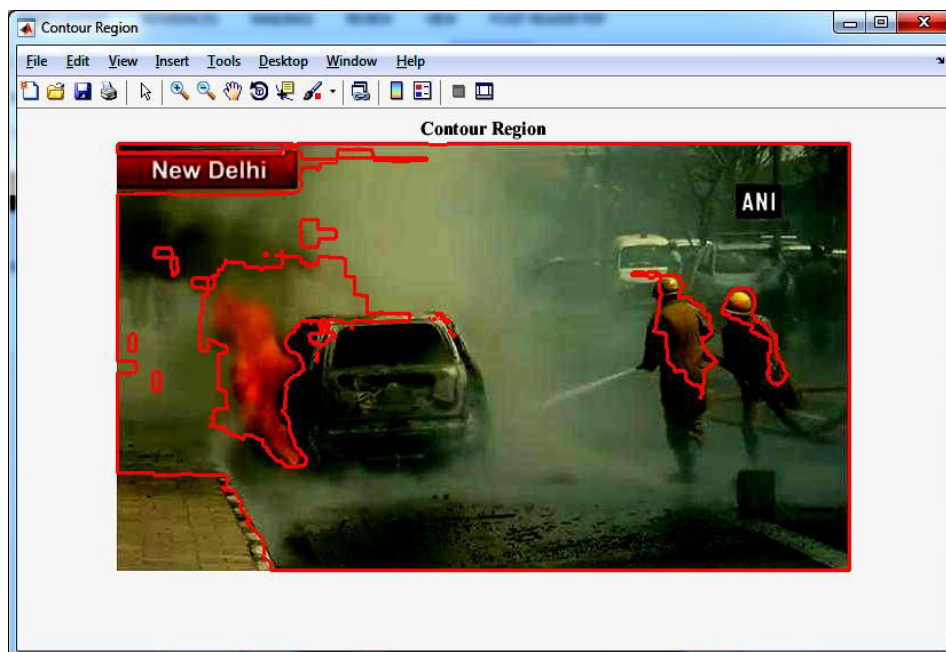 Contour Region
File Edit View Insert Tools Desktop Window Help
Contour Region
New Delhi
ANI